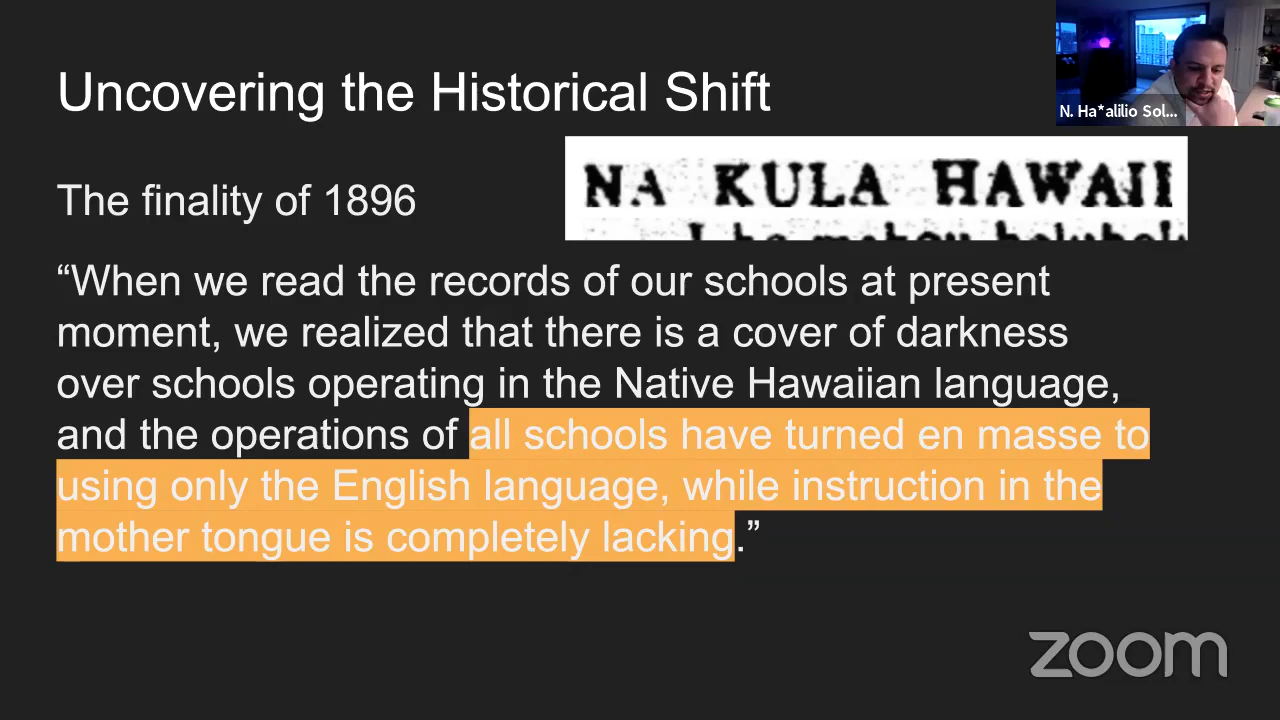 Uncovering the Historical Shift
N. Ha*alilio Sol...
The finality of 1896
NA KULA HAWAII
“When we read the records of our schools at present
moment, we realized that there is a cover of darkness
over schools operating in the Native Hawaiian language,
and the operations of all schools have turned en masse to
using only the English language, while instruction in the
mother tongue is completely lacking.”
zoom